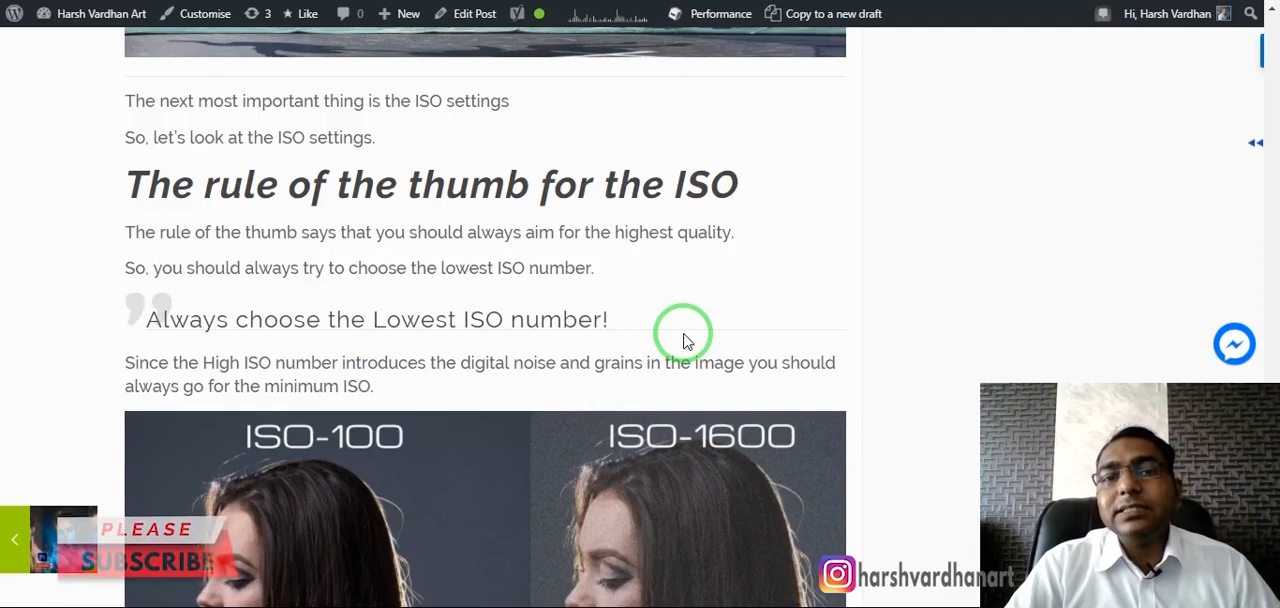 Harsh Vardhan Art Customise 3 Like 0 New Edit Post Performance Copy to a new draft Hi, Harsh Vardhan
The next most important thing is the ISO settings
So, let's look at the ISO settings.
The rule of the thumb for the ISO
The rule of the thumb says that you should always aim for the highest quality.
So, you should always try to choose the lowest ISO number.
Always choose the Lowest ISO number!
Since the High ISO number introduces the digital noise and grains in the image you should
always go for the minimum ISO.
ISO-100 ISO-1600
PLEASE
SUBSCRIBE
harshvardhanart